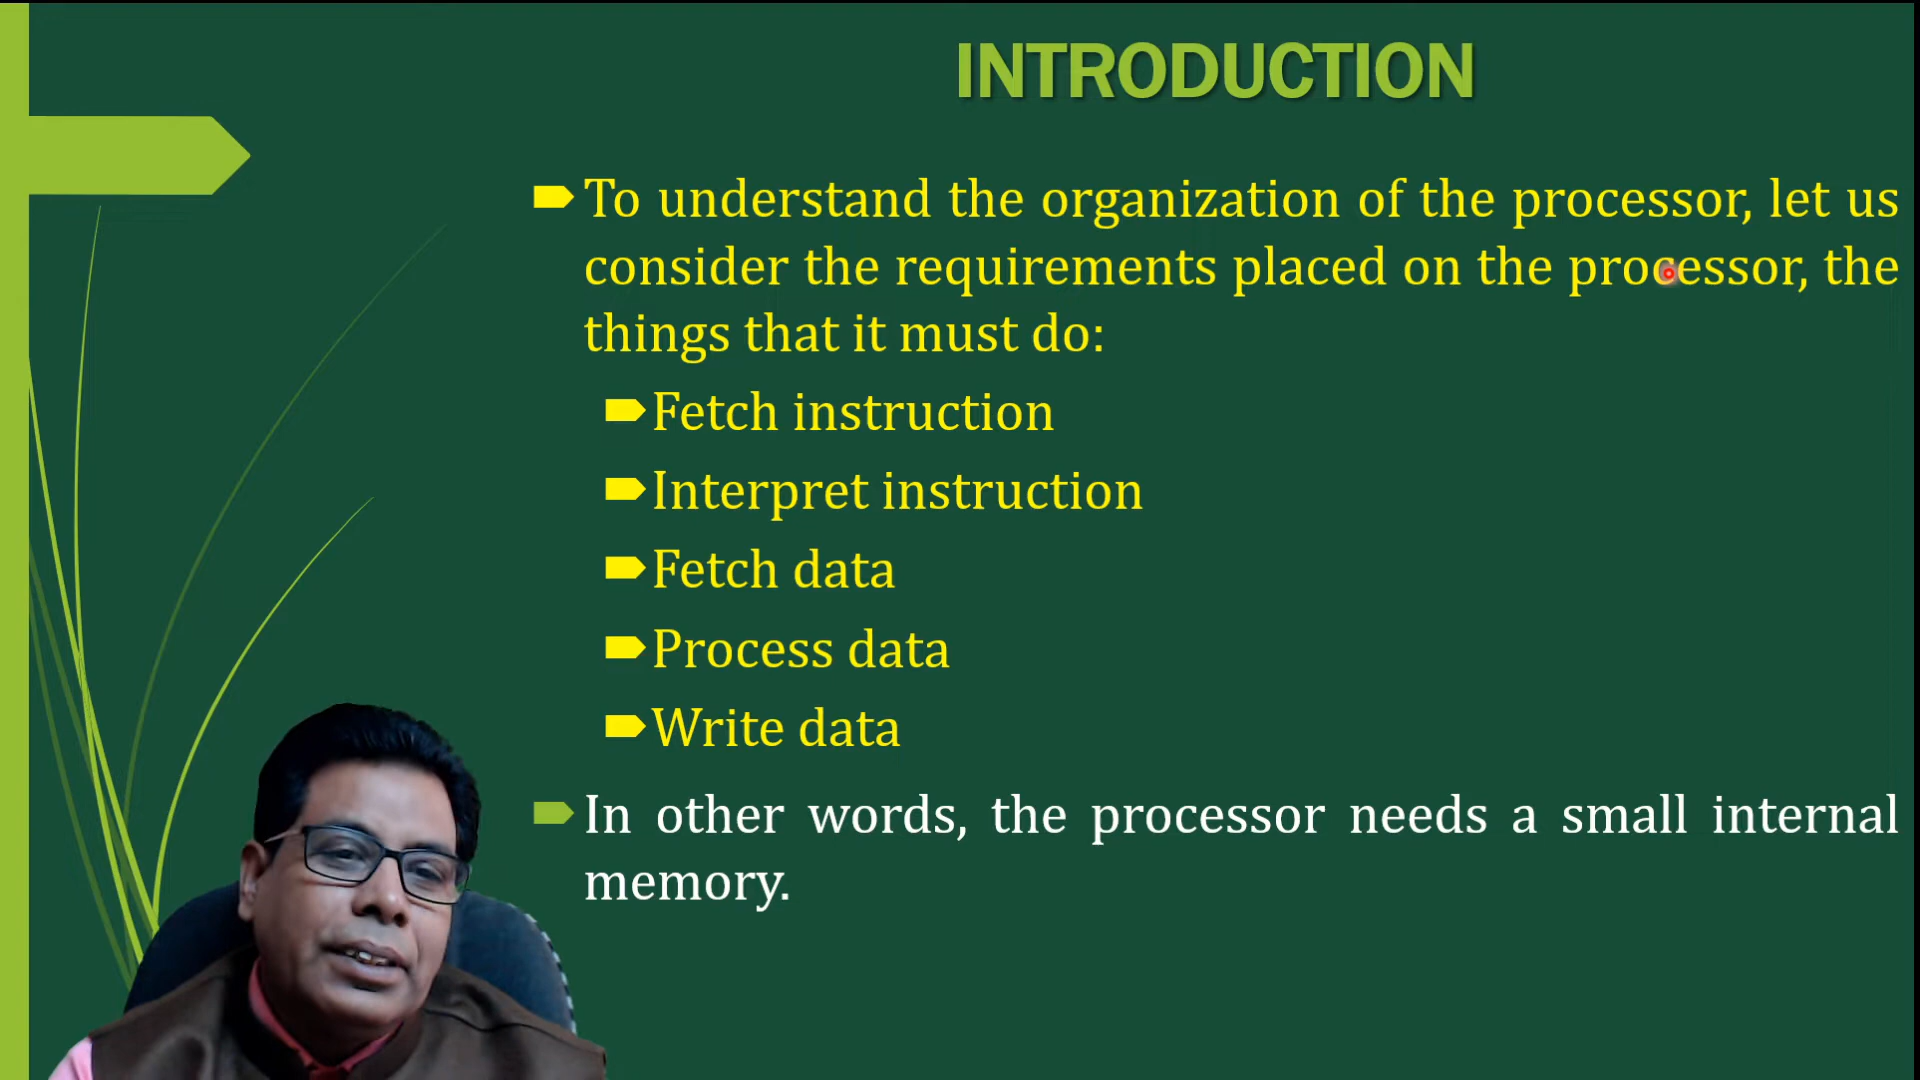 INTRODUCTION
To understand the organization of the processor, let us
consider the requirements placed on the processor, the
things that it must do:
Fetch instruction
Interpret instruction
Fetch data
Process data
Write data
In other words, the processor needs a small internal
memory.